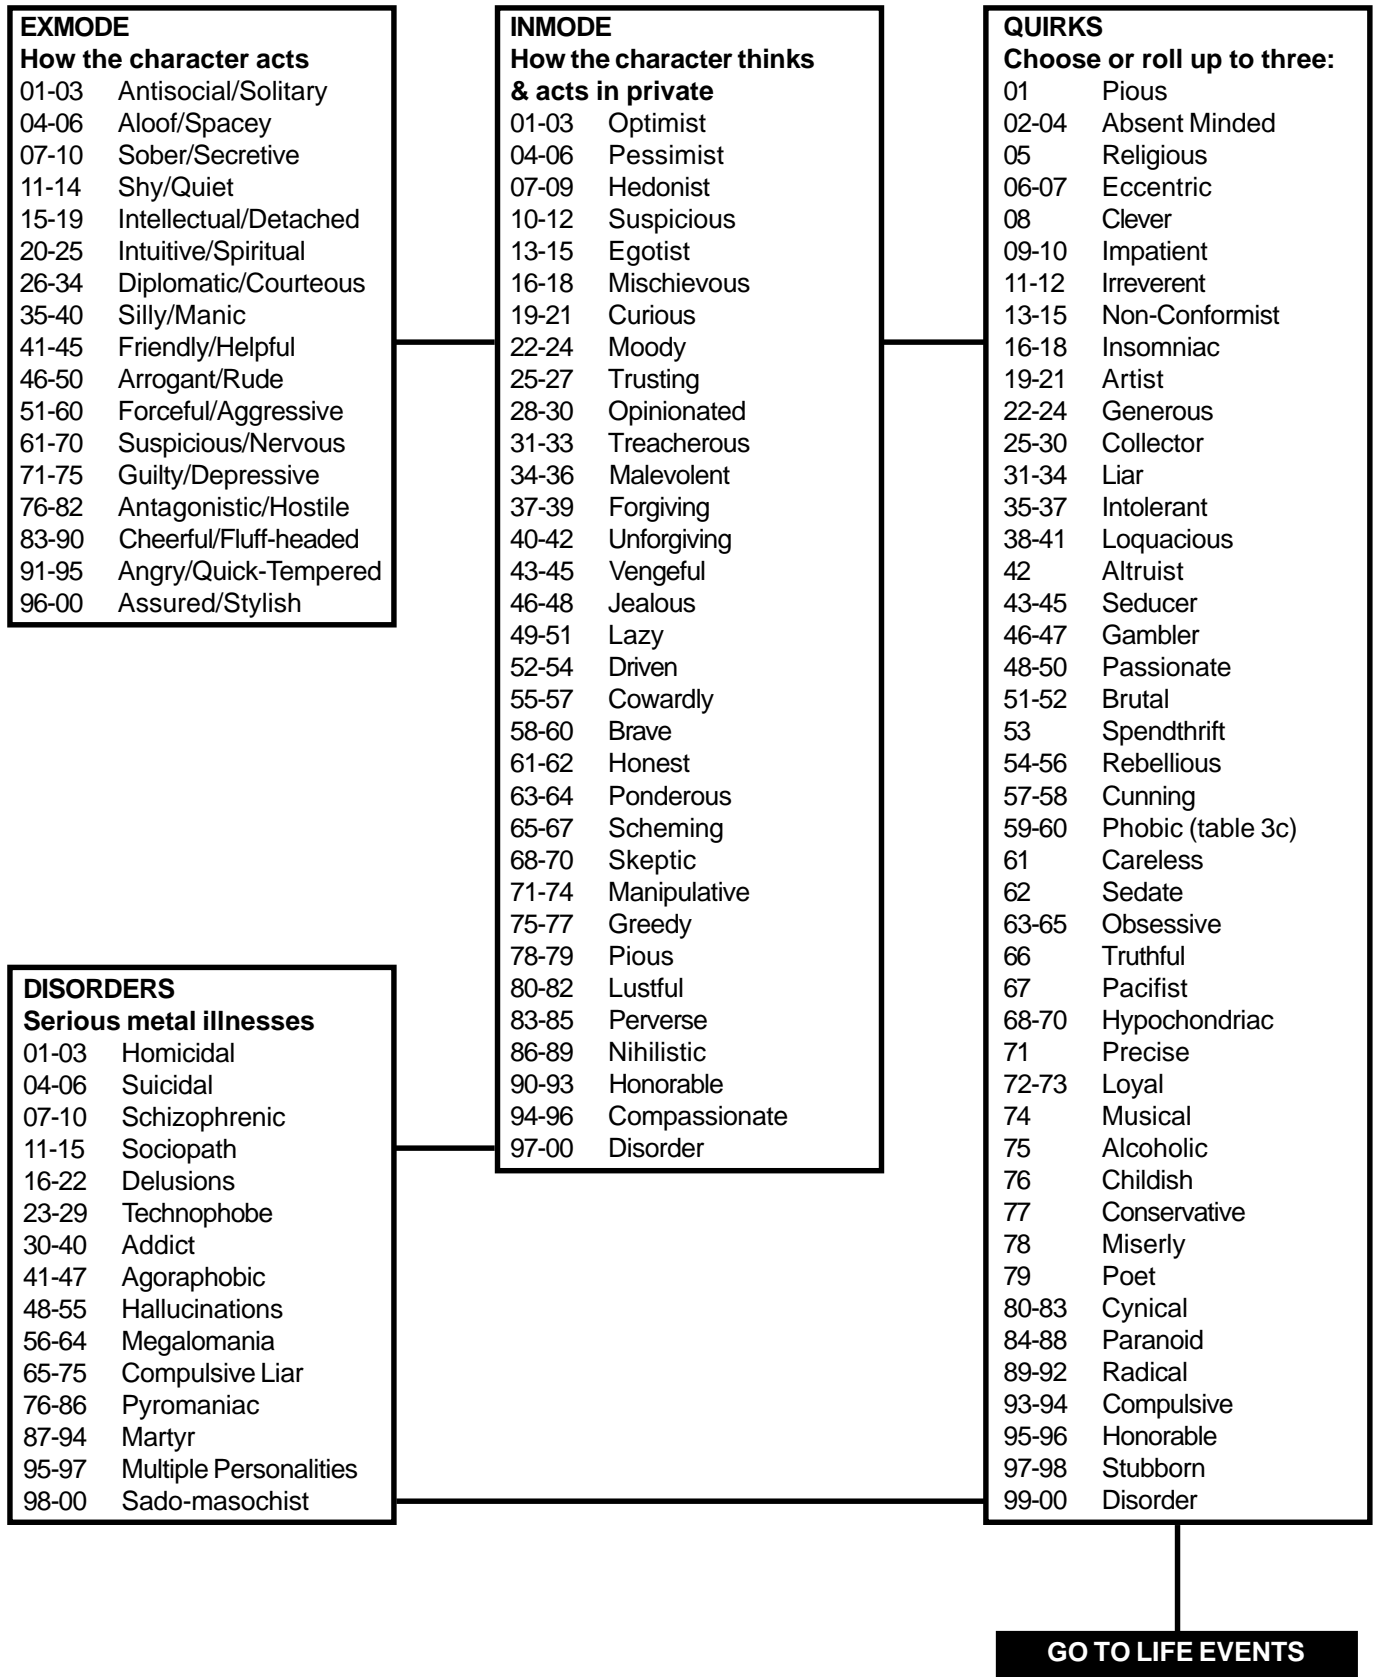 EXMODE
How the character acts
01-03 Antisocial/Solitary
04-06 Aloof/Spacey
07-10 Sober/Secretive
11-14 Shy/Quiet
15-19 Intellectual/Detached
20-25 Intuitive/Spiritual
26-34 Diplomatic/Courteous
35-40 Silly/Manic
41-45 Friendly/Helpful
46-50 Arrogant/Rude
51-60 Forceful/Aggressive
61-70 Suspicious/Nervous
71-75 Guilty/Depressive
76-82 Antagonistic/Hostile
83-90 Cheerful/Fluff-headed
91-95 Angry/Quick-Tempered
96-00 Assured/Stylish
DISORDERS
Serious metal illnesses
01-03 Homicidal
04-06 Suicidal
07-10 Schizophrenic
11-15 Sociopath
16-22 Delusions
23-29 Technophobe
30-40 Addict
41-47 Agoraphobic
48-55 Hallucinations
56-64 Megalomania
65-75 Compulsive Liar
76-86 Pyromaniac
87-94 Martyr
95-97 Multiple Personalities
98-00 Sado-masochist
INMODE
How the character thinks
& acts in private
01-03 Optimist
04-06 Pessimist
07-09 Hedonist
10-12 Suspicious
13-15 Egotist
16-18 Mischievous
19-21 Curious
22-24 Moody
25-27 Trusting
28-30 Opinionated
31-33 Treacherous
34-36 Malevolent
37-39 Forgiving
40-42 Unforgiving
43-45 Vengeful
46-48 Jealous
49-51 Lazy
52-54 Driven
55-57 Cowardly
58-60 Brave
61-62 Honest
63-64 Ponderous
65-67 Scheming
68-70 Skeptic
71-74 Manipulative
75-77 Greedy
78-79 Pious
80-82 Lustful
83-85 Perverse
86-89 Nihilistic
90-93 Honorable
94-96 Compassionate
97-00 Disorder
QUIRKS
Choose or roll up to three:
01 Pious
02-04 Absent Minded
05 Religious
06-07 Eccentric
08 Clever
09-10 Impatient
11-12 Irreverent
13-15 Non-Conformist
16-18 Insomniac
19-21 Artist
22-24 Generous
25-30 Collector
31-34 Liar
35-37 Intolerant
38-41 Loquacious
42 Altruist
43-45 Seducer
46-47 Gambler
48-50 Passionate
51-52 Brutal
53 Spendthrift
54-56 Rebellious
57-58 Cunning
59-60 Phobic (table 3c)
61 Careless
62 Sedate
63-65 Obsessive
66 Truthful
67 Pacifist
68-70 Hypochondriac
71 Precise
72-73 Loyal
74 Musical
75 Alcoholic
76 Childish
77 Conservative
78 Miserly
79 Poet
80-83 Cynical
84-88 Paranoid
89-92 Radical
93-94 Compulsive
95-96 Honorable
97-98 Stubborn
99-00 Disorder
GO TO LIFE EVENTS